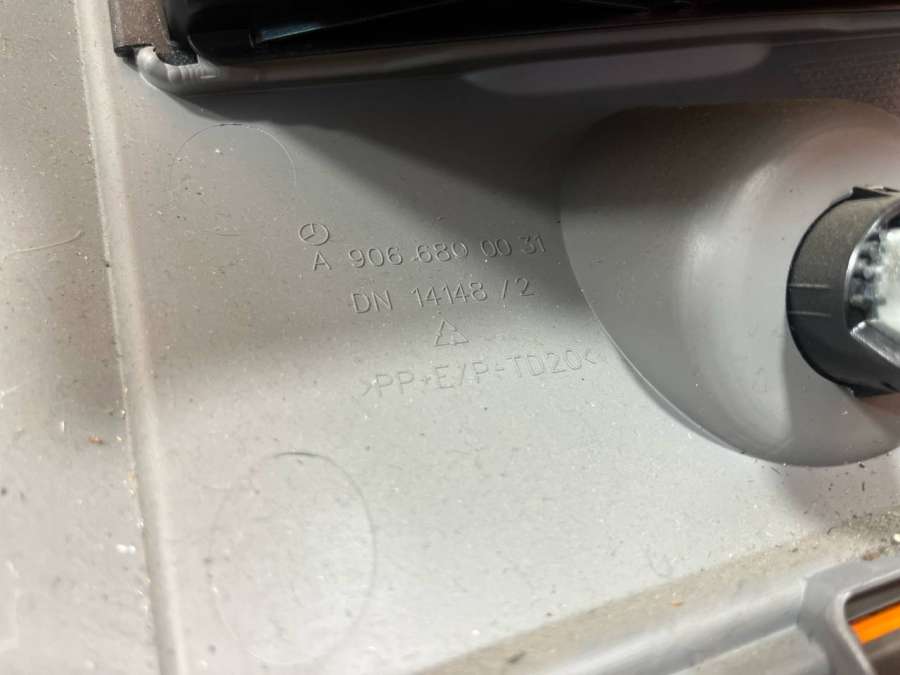 A 906 680 00 31
DN 14148 / 2
>PP+E/P-TD20<